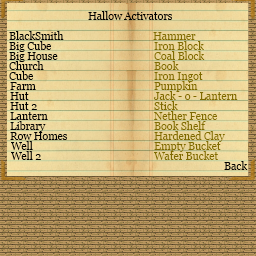 Hallow Activators
BlackSmith Hammer
Big Cube Iron Block
Big House Coal Block
Church Book
Cube Iron Ingot
Farm Pumpkin
Hut Jack - o - Lantern
Hut 2 Stick
Lantern Nether Fence
Library Book Shelf
Row Homes Hardened Clay
Well Empty Bucket
Well 2 Water Bucket
Back